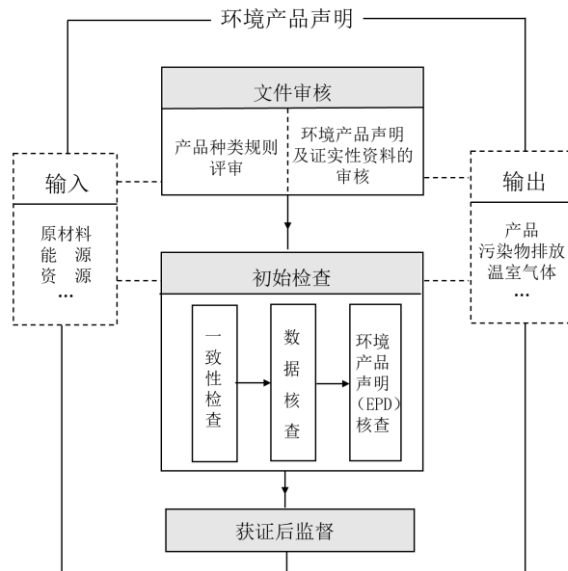 环境产品声明
文件审核
产品种类规则
评审
环境产品声明
及证实性资料的
审核
输入
原材料
能 源
资 源
…
输出
产品
污染物排放
温室气体
…
初始检查
一致性检查
数据核查
环境
产品
声明
（EPD）
核查
获证后监督